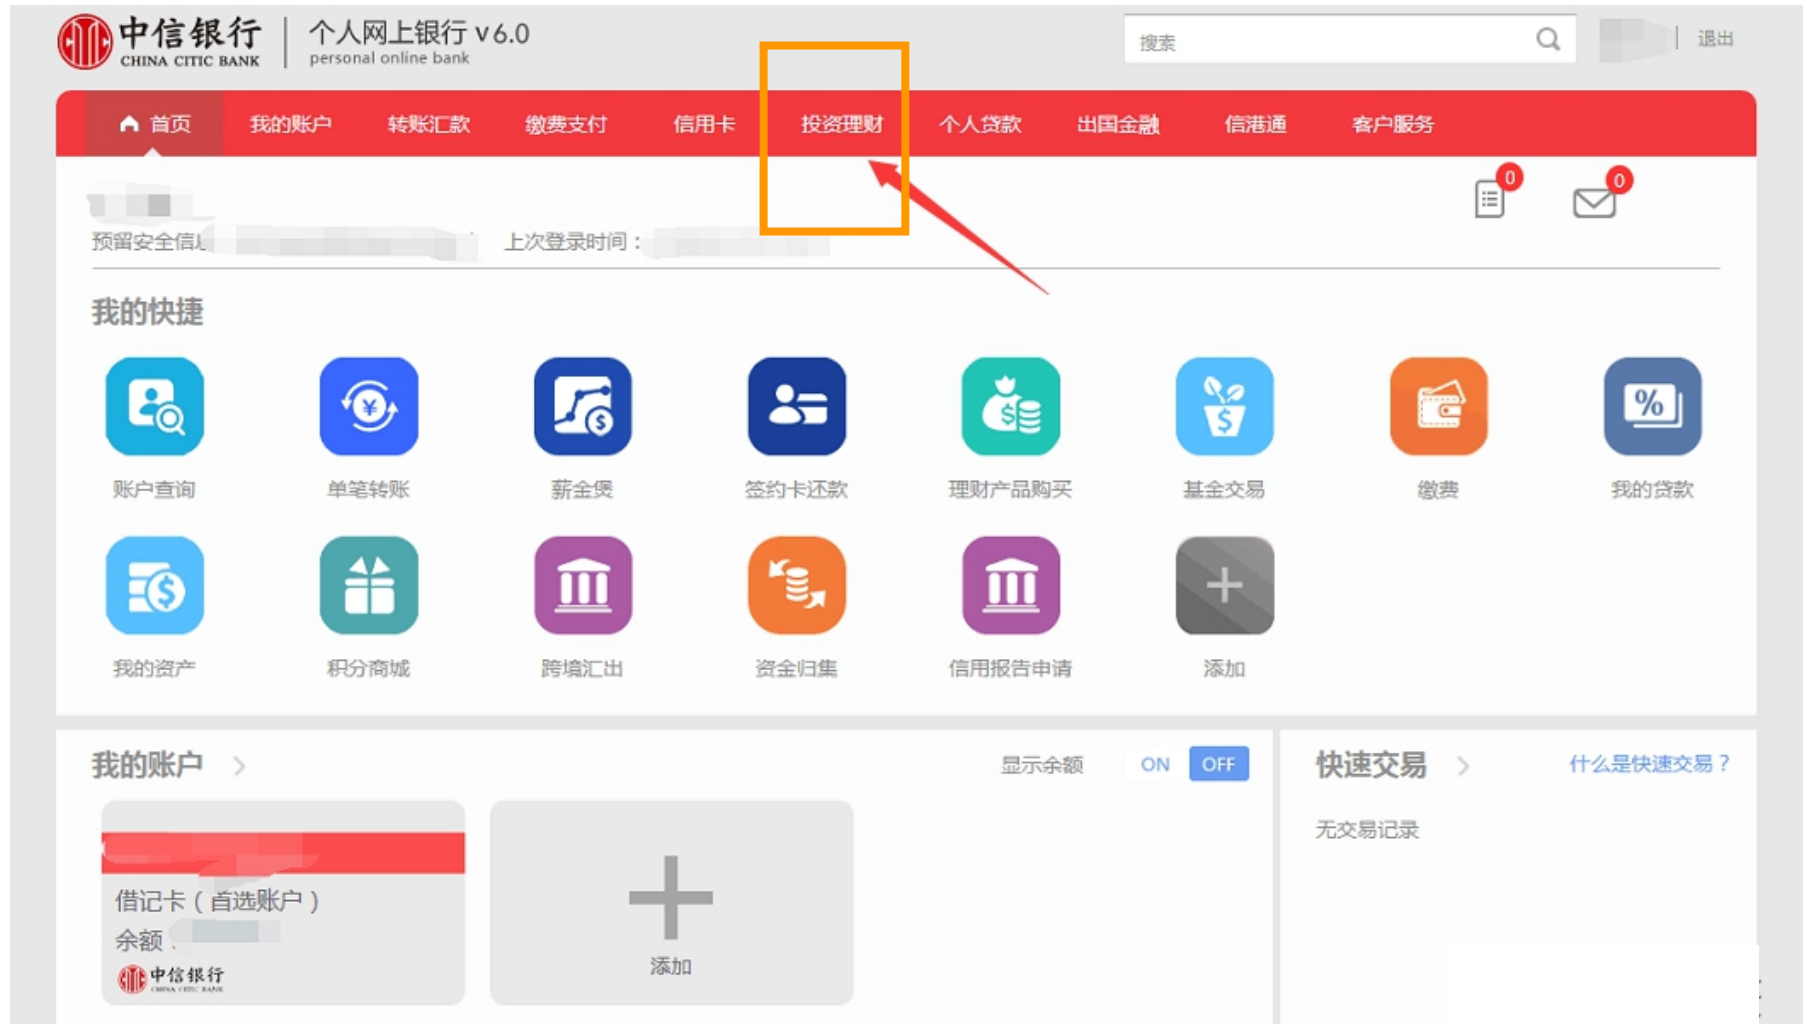 中信银行
CHINA CITIC BANK
个人网上银行 v 6.0
personal online bank
搜索
退出
首页 我的账户 转账汇款 缴费支付 信用卡 投资理财 个人贷款 出国金融 信港通 客户服务
0 0
预留安全信息 上次登录时间：
我的快捷
账户查询 单笔转账 薪金煲 签约卡还款 理财产品购买 基金交易 缴费 我的贷款
我的资产 积分商城 跨境汇出 资金归集 信用报告申请 添加
我的账户 显示余额 ON OFF
快速交易 什么是快速交易？
无交易记录
借记卡（首选账户）
余额：
中信银行
CHINA CITIC BANK
添加